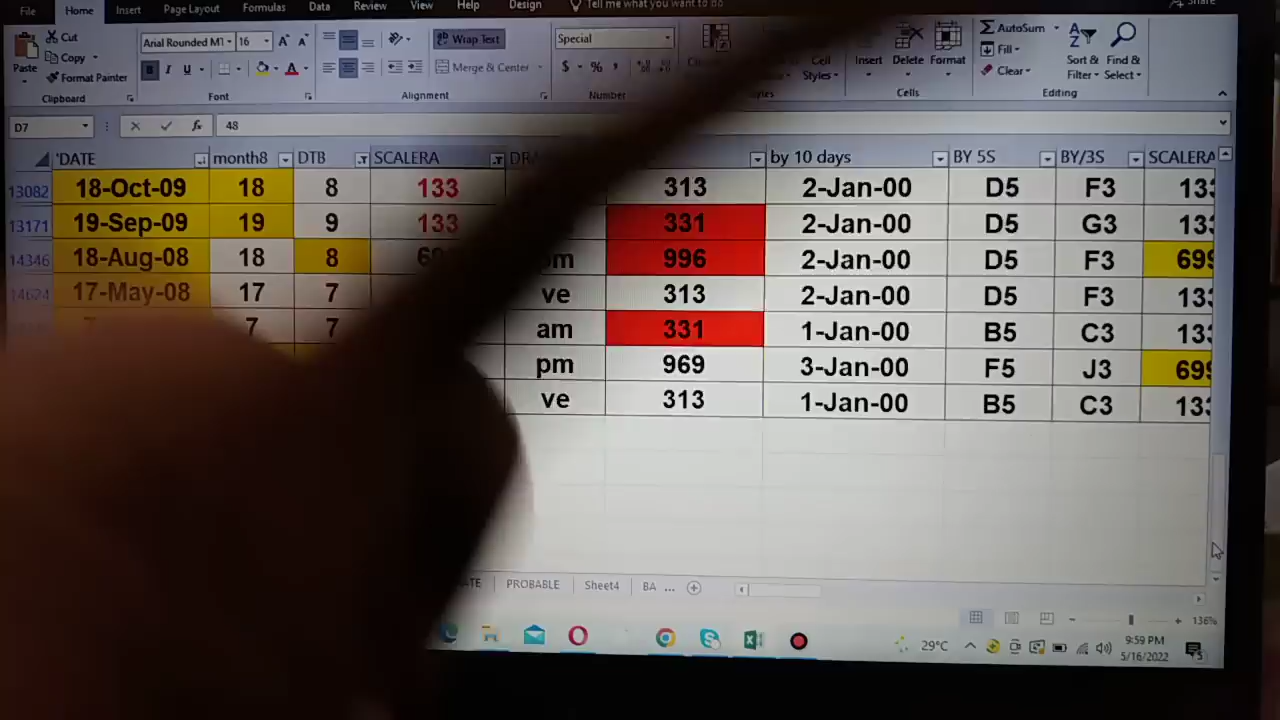 File Home Insert Page Layout Formulas Data Review View Help Design Tell me what you want to do Share
Cut
Copy
Format Painter
Paste
Arial Rounded MT 16
Wrap Text
Merge & Center
Special
Insert Delete Format
AutoSum
Fill
Clear
Sort & Filter
Find & Select
Cell Styles
Clipboard Font Alignment Number Cells Editing
D7 fx 48
'DATE month8 DTB SCALERA by 10 days BY 5S BY/3S SCALERA
13082 18-Oct-09 18 8 133 313 2-Jan-00 D5 F3
13171 19-Sep-09 19 9 133 331 2-Jan-00 D5 G3
14346 18-Aug-08 18 8 996 2-Jan-00 D5 F3 699
14624 17-May-08 17 7 ve 313 2-Jan-00 D5 F3
7 7 am 331 1-Jan-00 B5 C3
pm 969 3-Jan-00 F5 J3 699
ve 313 1-Jan-00 B5 C3
PROBABLE Sheet4 BA ...
136%
29°C 9:59 PM
5/16/2022